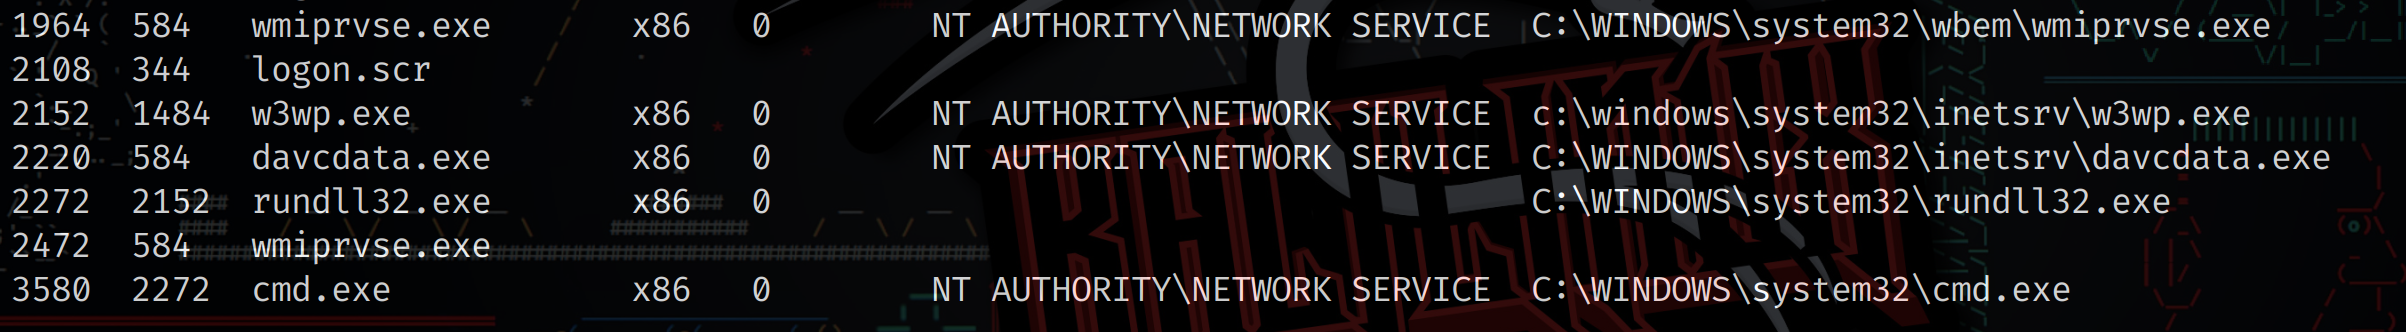 1964  584   wmiprvse.exe       x86   0        NT AUTHORITY\NETWORK SERVICE  C:\WINDOWS\system32\wbem\wmiprvse.exe
2108  344   logon.scr
2152  1484  w3wp.exe           x86   0        NT AUTHORITY\NETWORK SERVICE  c:\windows\system32\inetsrv\w3wp.exe
2220  584   davcdata.exe       x86   0        NT AUTHORITY\NETWORK SERVICE  C:\WINDOWS\system32\inetsrv\davcdata.exe
2272  2152  rundll32.exe       x86   0                                      C:\WINDOWS\system32\rundll32.exe
2472  584   wmiprvse.exe
3580  2272  cmd.exe            x86   0        NT AUTHORITY\NETWORK SERVICE  C:\WINDOWS\system32\cmd.exe